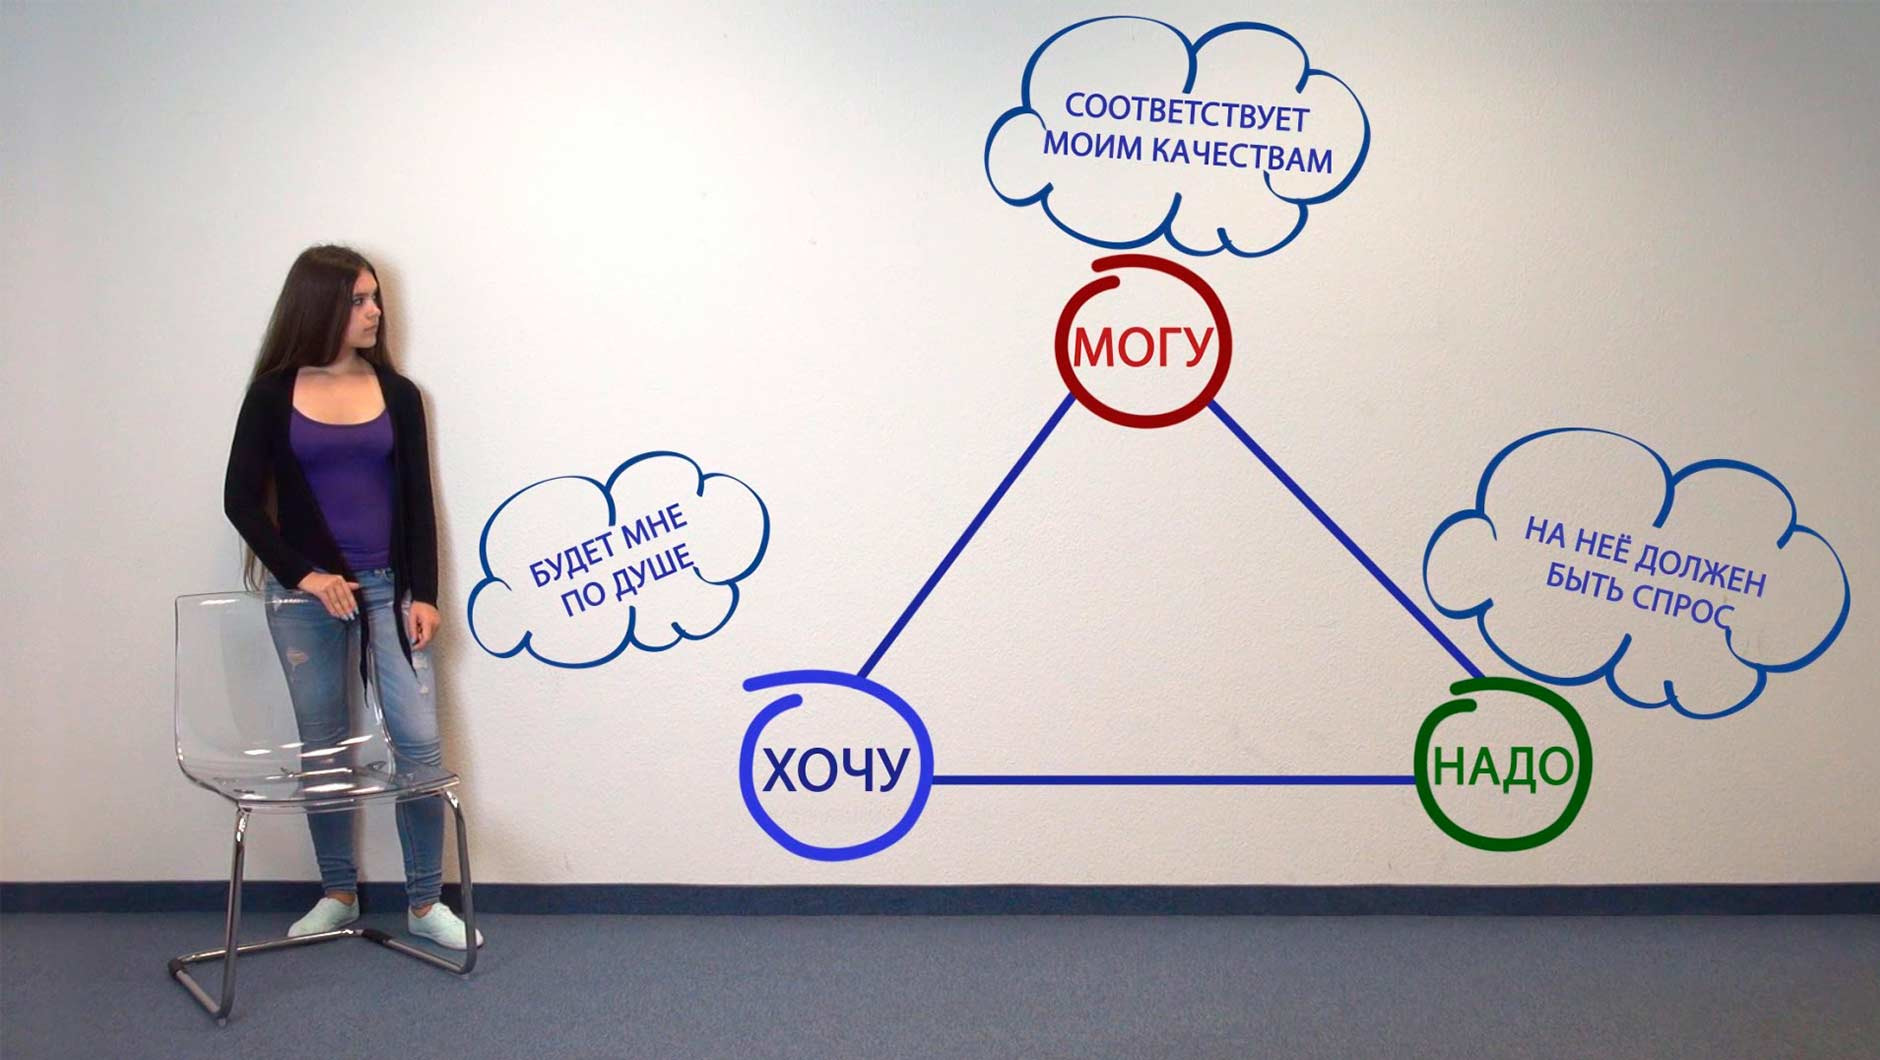 СООТВЕТСТВУЕТ
МОИМ КАЧЕСТВАМ
МОГУ
БУДЕТ МНЕ
ПО ДУШЕ
НА НЕЁ ДОЛЖЕН
БЫТЬ СПРОС
ХОЧУ
НАДО